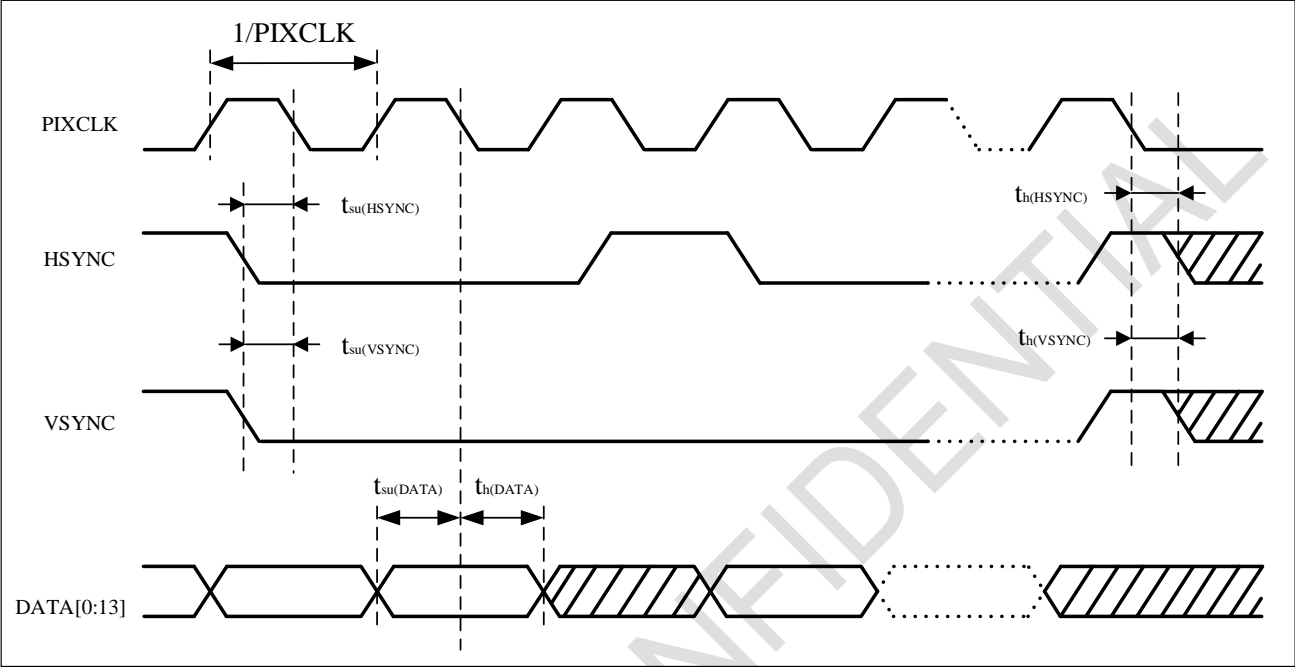 1/PIXCLK
PIXCLK
tsu(HSYNC)
th(HSYNC)
HSYNC
tsu(VSYNC)
th(VSYNC)
VSYNC
tsu(DATA)
th(DATA)
DATA[0:13]
NFIDENTIAL